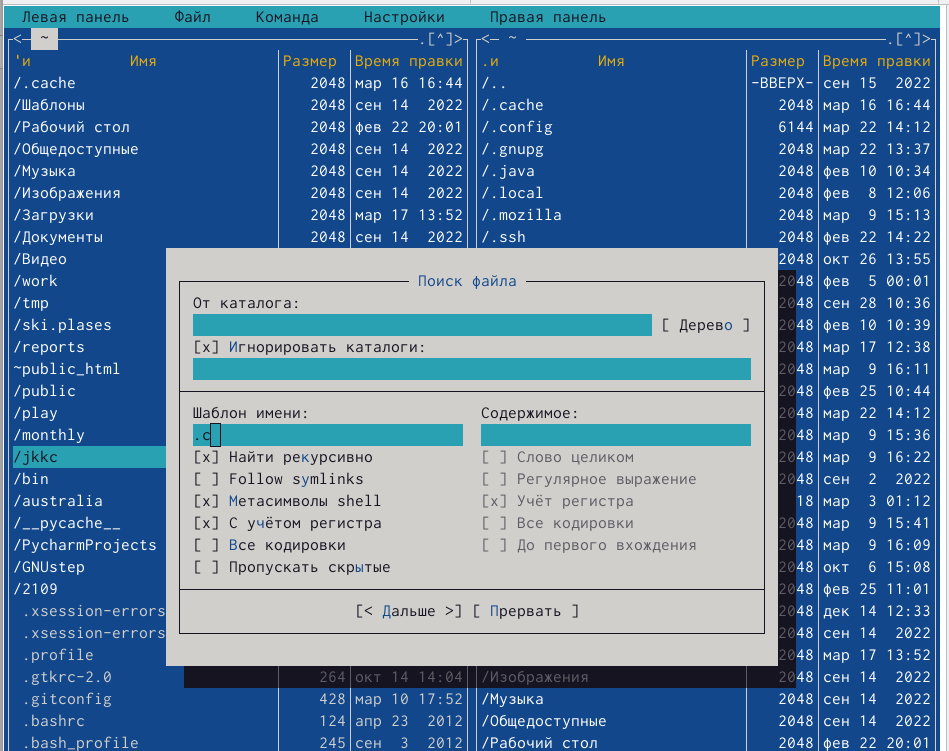 Левая панель Файл Команда Настройки Правая панель
<─ ~ .[^]> <─ ~ .[^]>
'и Имя Размер Время правки .и Имя Размер Время правки
/.cache 2048 мар 16 16:44 /.. -ВВЕРХ- сен 15 2022
/Шаблоны 2048 сен 14 2022 /.cache 2048 мар 16 16:44
/Рабочий стол 2048 фев 22 20:01 /.config 6144 мар 22 14:12
/Общедоступные 2048 сен 14 2022 /.gnupg 2048 мар 22 13:37
/Музыка 2048 сен 14 2022 /.java 2048 фев 10 10:34
/Изображения 2048 сен 14 2022 /.local 2048 фев 8 12:06
/Загрузки 2048 мар 17 13:52 /.mozilla 2048 мар 9 15:13
/Документы 2048 сен 14 2022 /.ssh 2048 фев 22 14:22
/Видео 2048 окт 26 13:55
/work 2048 фев 5 00:01
/tmp 2048 сен 28 10:36
/ski.plases 2048 фев 10 10:39
/reports 2048 мар 17 12:38
~public_html 2048 мар 9 16:11
/public 2048 фев 25 10:44
/play 2048 мар 22 14:12
/monthly 2048 мар 9 15:36
/jkkc 2048 мар 9 16:22
/bin 2048 сен 2 2022
/australia 18 мар 3 01:12
/__pycache__ 2048 мар 9 15:41
/PycharmProjects 2048 мар 9 16:09
/GNUstep 2048 окт 6 15:08
/2109 2048 фев 25 11:01
.xsession-errors 2048 дек 14 12:33
.xsession-errors 2048 сен 14 2022
.profile 2048 мар 17 13:52
.gtkrc-2.0 264 окт 14 14:04 /Изображения 2048 сен 14 2022
.gitconfig 428 мар 10 17:52 /Музыка 2048 сен 14 2022
.bashrc 124 апр 23 2012 /Общедоступные 2048 сен 14 2022
.bash_profile 245 сен 3 2012 /Рабочий стол 2048 фев 22 20:01
Поиск файла
От каталога:
[ Дерево ]
[x] Игнорировать каталоги:
Шаблон имени: Содержимое:
.c
[x] Найти рекурсивно [ ] Слово целиком
[ ] Follow symlinks [ ] Регулярное выражение
[x] Метасимволы shell [x] Учёт регистра
[x] С учётом регистра [ ] Все кодировки
[ ] Все кодировки [ ] До первого вхождения
[ ] Пропускать скрытые
[< Дальше >] [ Прервать ]